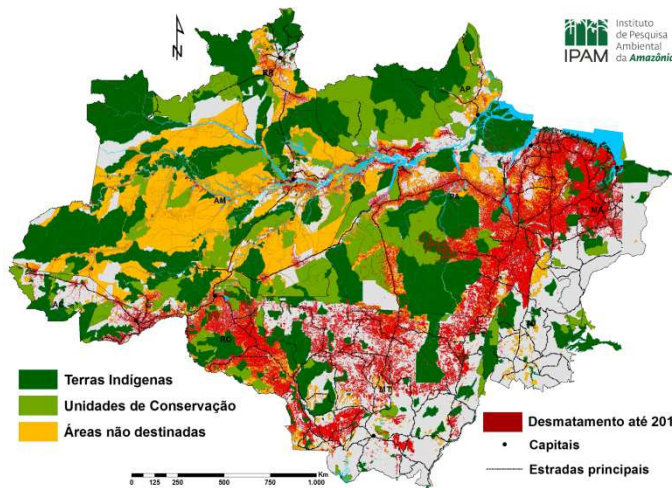 N
IPAM
Instituto
de Pesquisa
Ambiental
da Amazônia
RR
AP
AM
PA
MA
AC
RO
MT
Terras Indígenas
Unidades de Conservação
Áreas não destinadas
Desmatamento até 201
Capitais
Estradas principais
Km
0 125 250 500 750 1.000